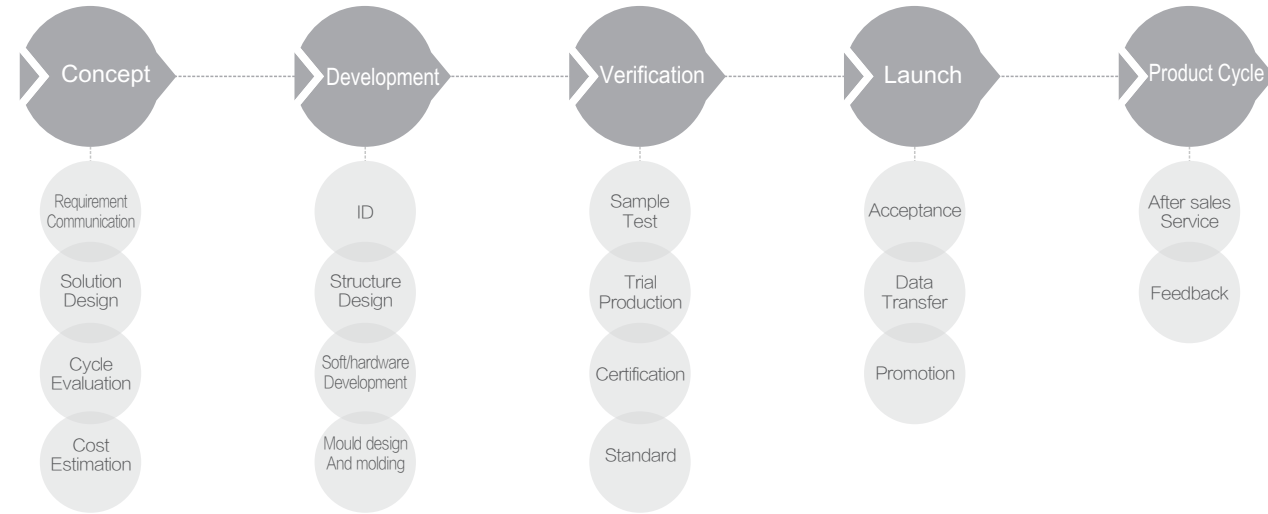 Concept
Development
Verification
Launch
Product Cycle
Requirement
Communication
Solution
Design
Cycle
Evaluation
Cost
Estimation
ID
Structure
Design
Soft/hardware
Development
Mould design
And molding
Sample
Test
Trial
Production
Certification
Standard
Acceptance
Data
Transfer
Promotion
After sales
Service
Feedback